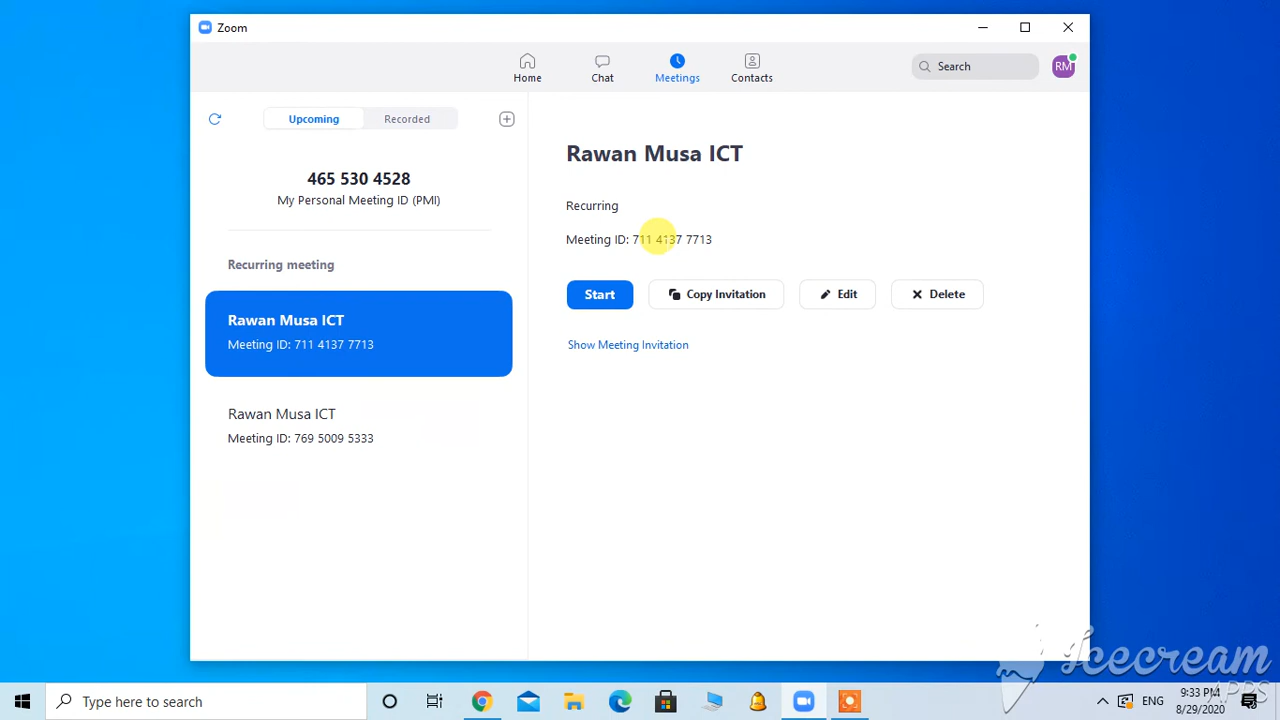 Zoom
Home
Chat
Meetings
Contacts
Search
RM
Upcoming
Recorded
465 530 4528
My Personal Meeting ID (PMI)
Recurring meeting
Rawan Musa ICT
Meeting ID: 711 4137 7713
Rawan Musa ICT
Meeting ID: 769 5009 5333
Rawan Musa ICT
Recurring
Meeting ID: 711 4137 7713
Start
Copy Invitation
Edit
Delete
Show Meeting Invitation
Icecream
APPS
Type here to search
ENG
9:33 PM
8/29/2020